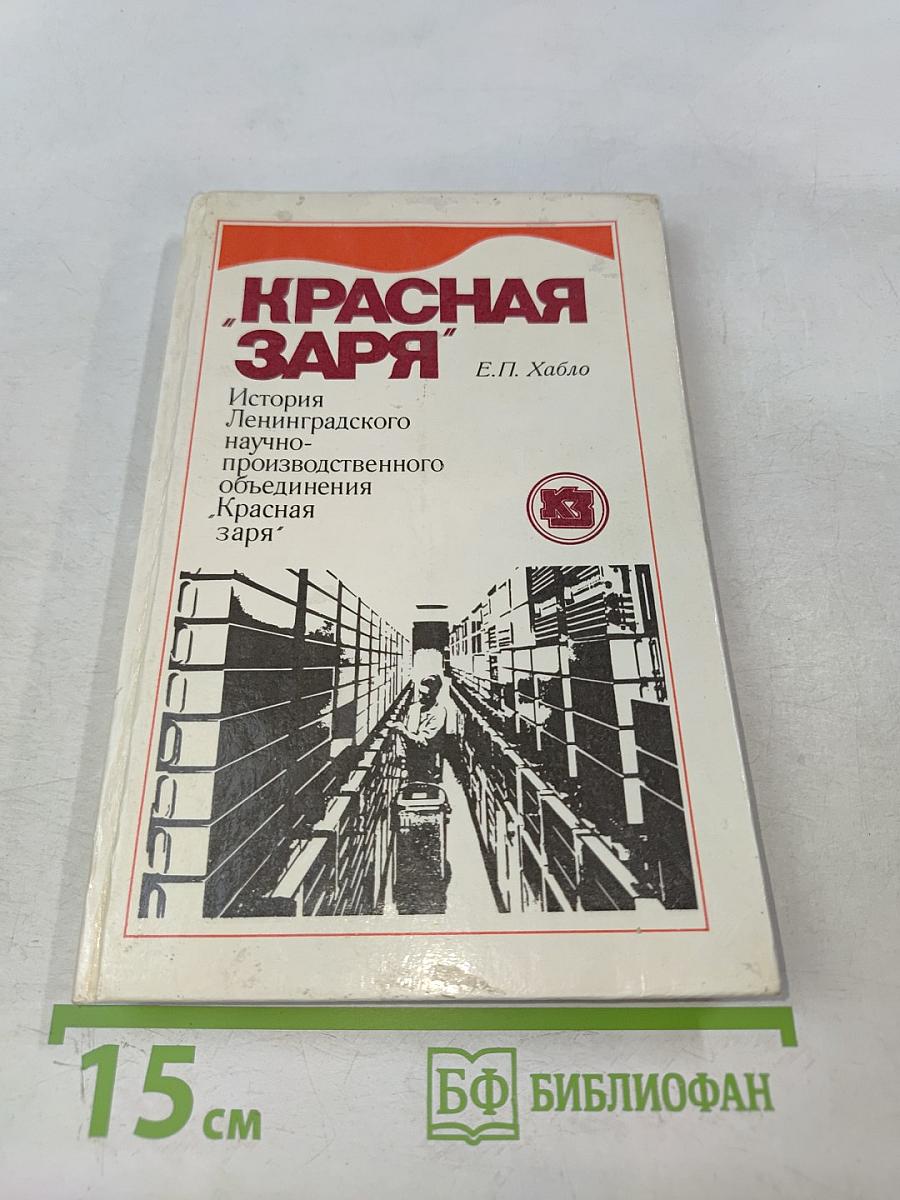 „КРАСНАЯ
ЗАРЯ"
Е.П. Хабло
История
Ленинградского
научно-
производственного
объединения
„Красная
заря"
КЗ
15 см
БФ БИБЛИОФАН